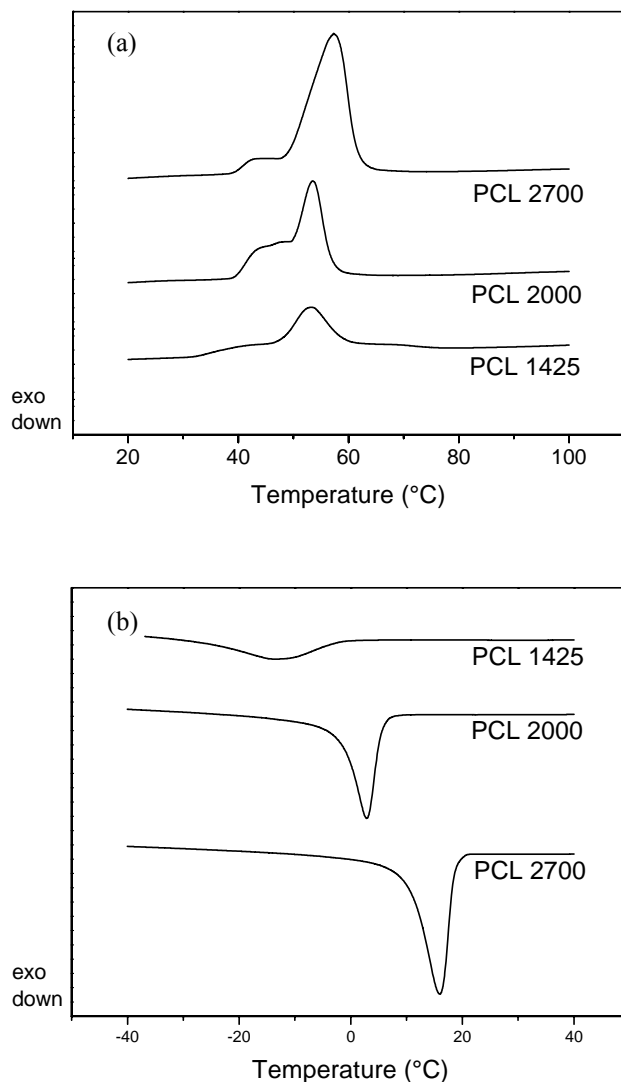 (a)
PCL 2700
PCL 2000
PCL 1425
exo
down
20 40 60 80 100
Temperature (°C)
(b)
PCL 1425
PCL 2000
PCL 2700
exo
down
-40 -20 0 20 40
Temperature (°C)